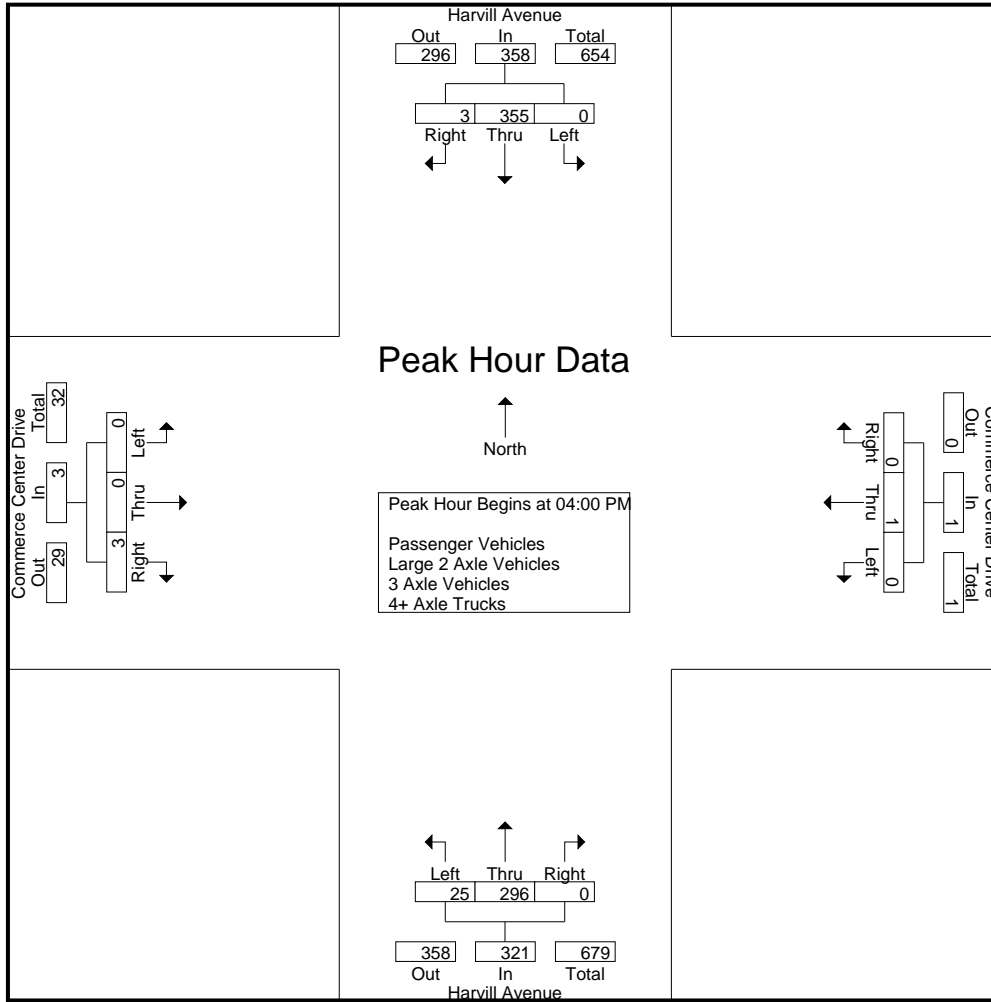 Harvill Avenue
Out In Total
296 358 654
3 355 0
Right Thru Left
Peak Hour Data
North
Peak Hour Begins at 04:00 PM
Passenger Vehicles
Large 2 Axle Vehicles
3 Axle Vehicles
4+ Axle Trucks
Commerce Center Drive
Total In Out
32 3 29
0 0 3
Left Thru Right
Commerce Center Drive
Out In Total
0 1 1
0 1 0
Right Thru Left
Left Thru Right
25 296 0
358 321 679
Out In Total
Harvill Avenue